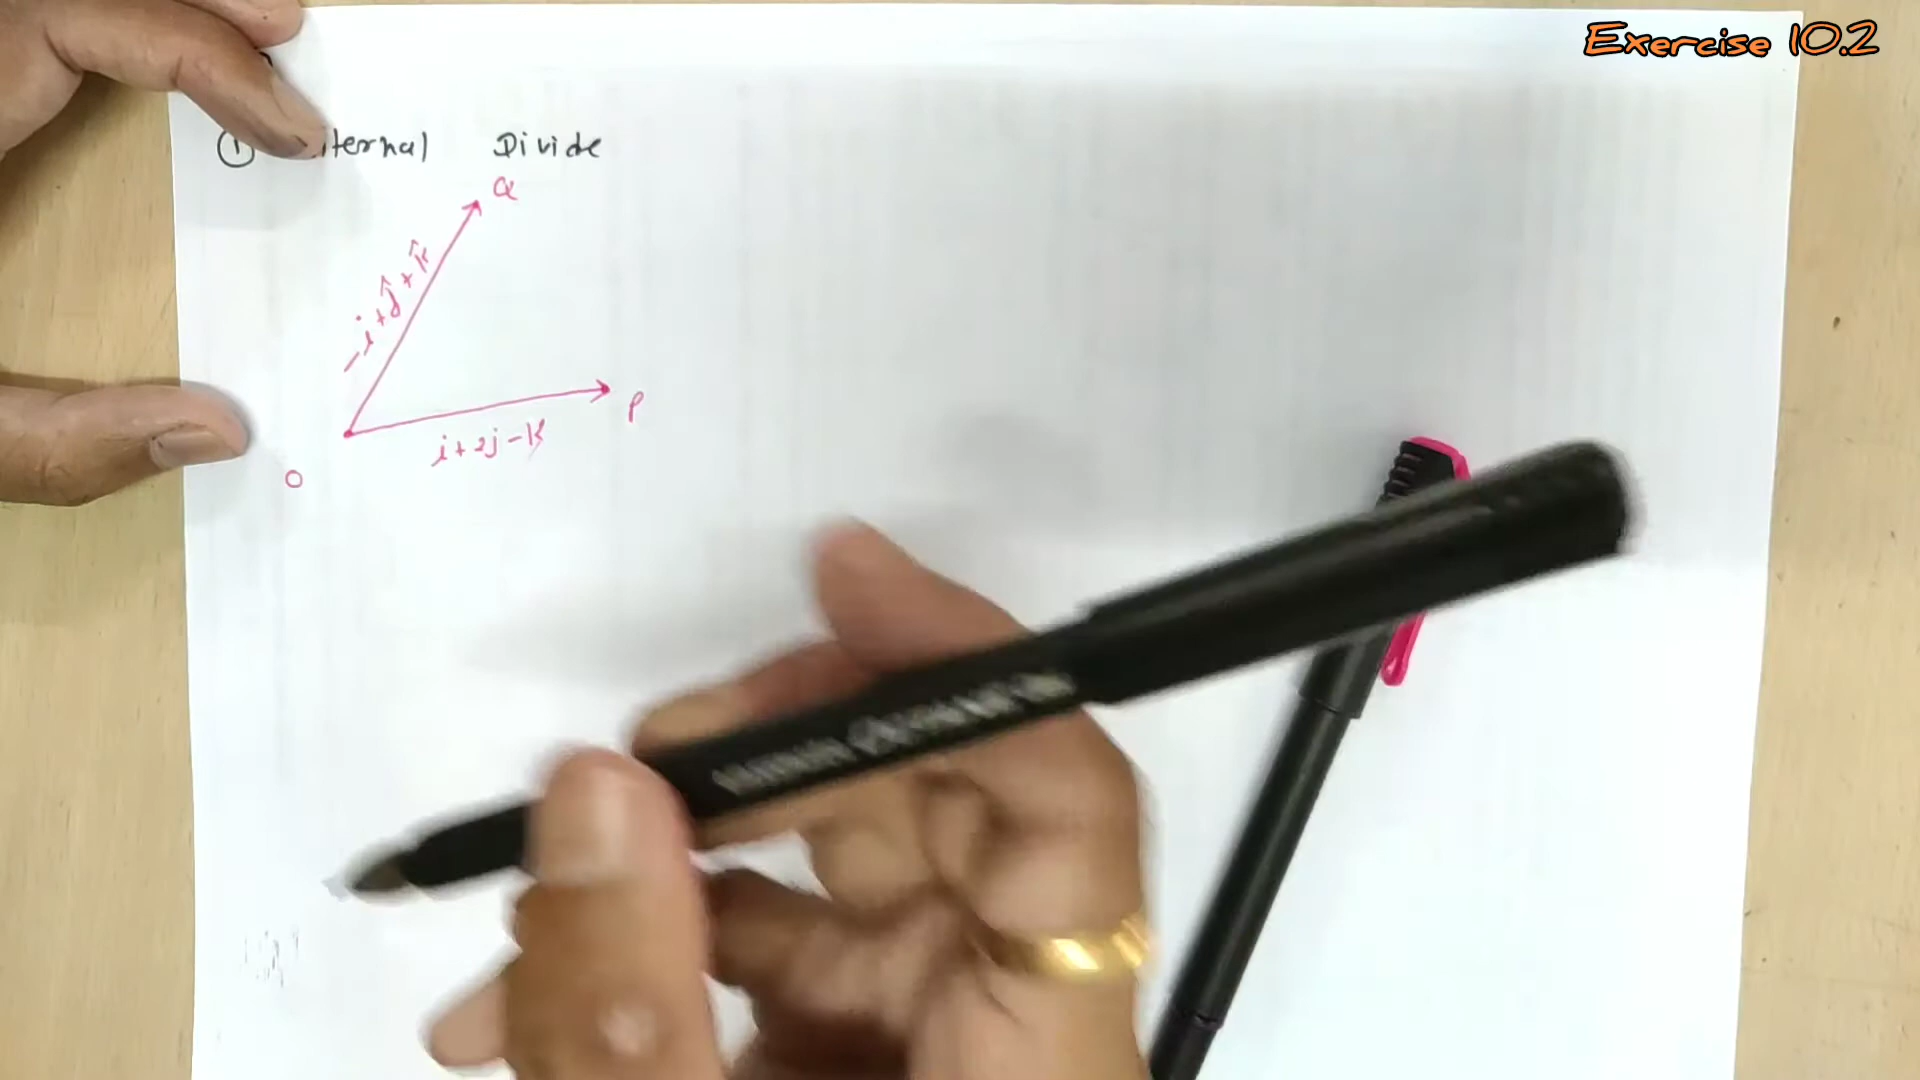 Exercise 10.2
① Internal Divide
Q
-i + ĵ + k̂
P
i + 2j - k
O